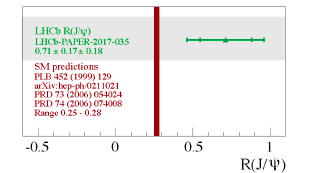 LHCb R(J/ψ)
LHCb-PAPER-2017-035
0.71 ± 0.17 ± 0.18
SM predictions
PLB 452 (1999) 129
arXiv:hep-ph/0211021
PRD 73 (2006) 054024
PRD 74 (2006) 074008
Range 0.25 - 0.28
-0.5 0 0.5 1
R(J/ψ)